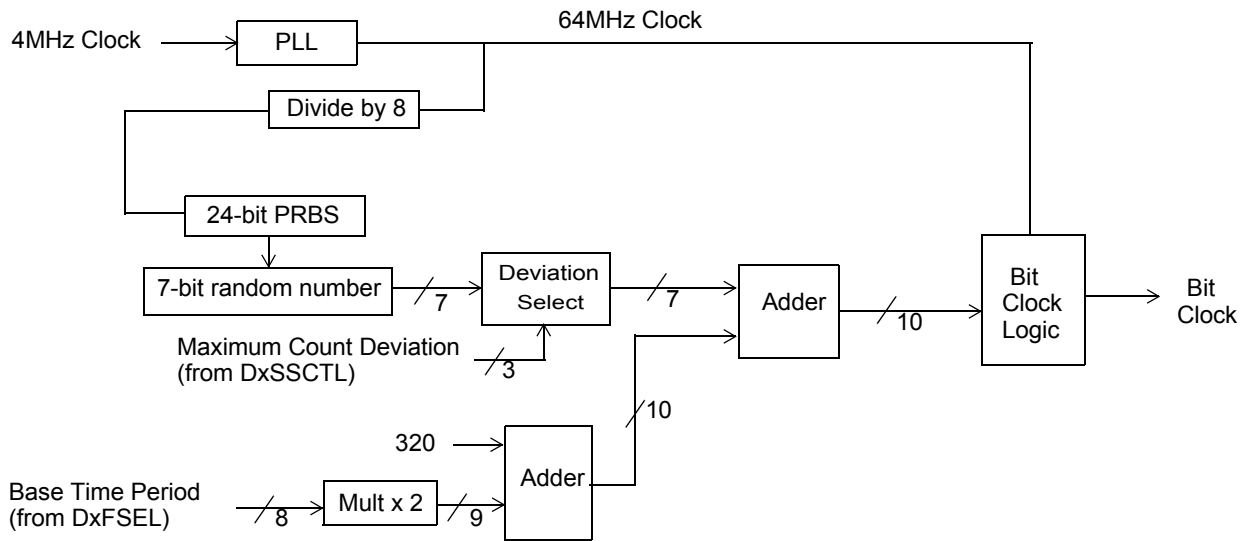 64MHz Clock
4MHz Clock
PLL
Divide by 8
24-bit PRBS
7-bit random number
7
Deviation
Select
7
Adder
10
Bit
Clock
Logic
Bit
Clock
Maximum Count Deviation
(from DxSSCTL)
3
10
320
Adder
Base Time Period
(from DxFSEL)
8
Mult x 2
9